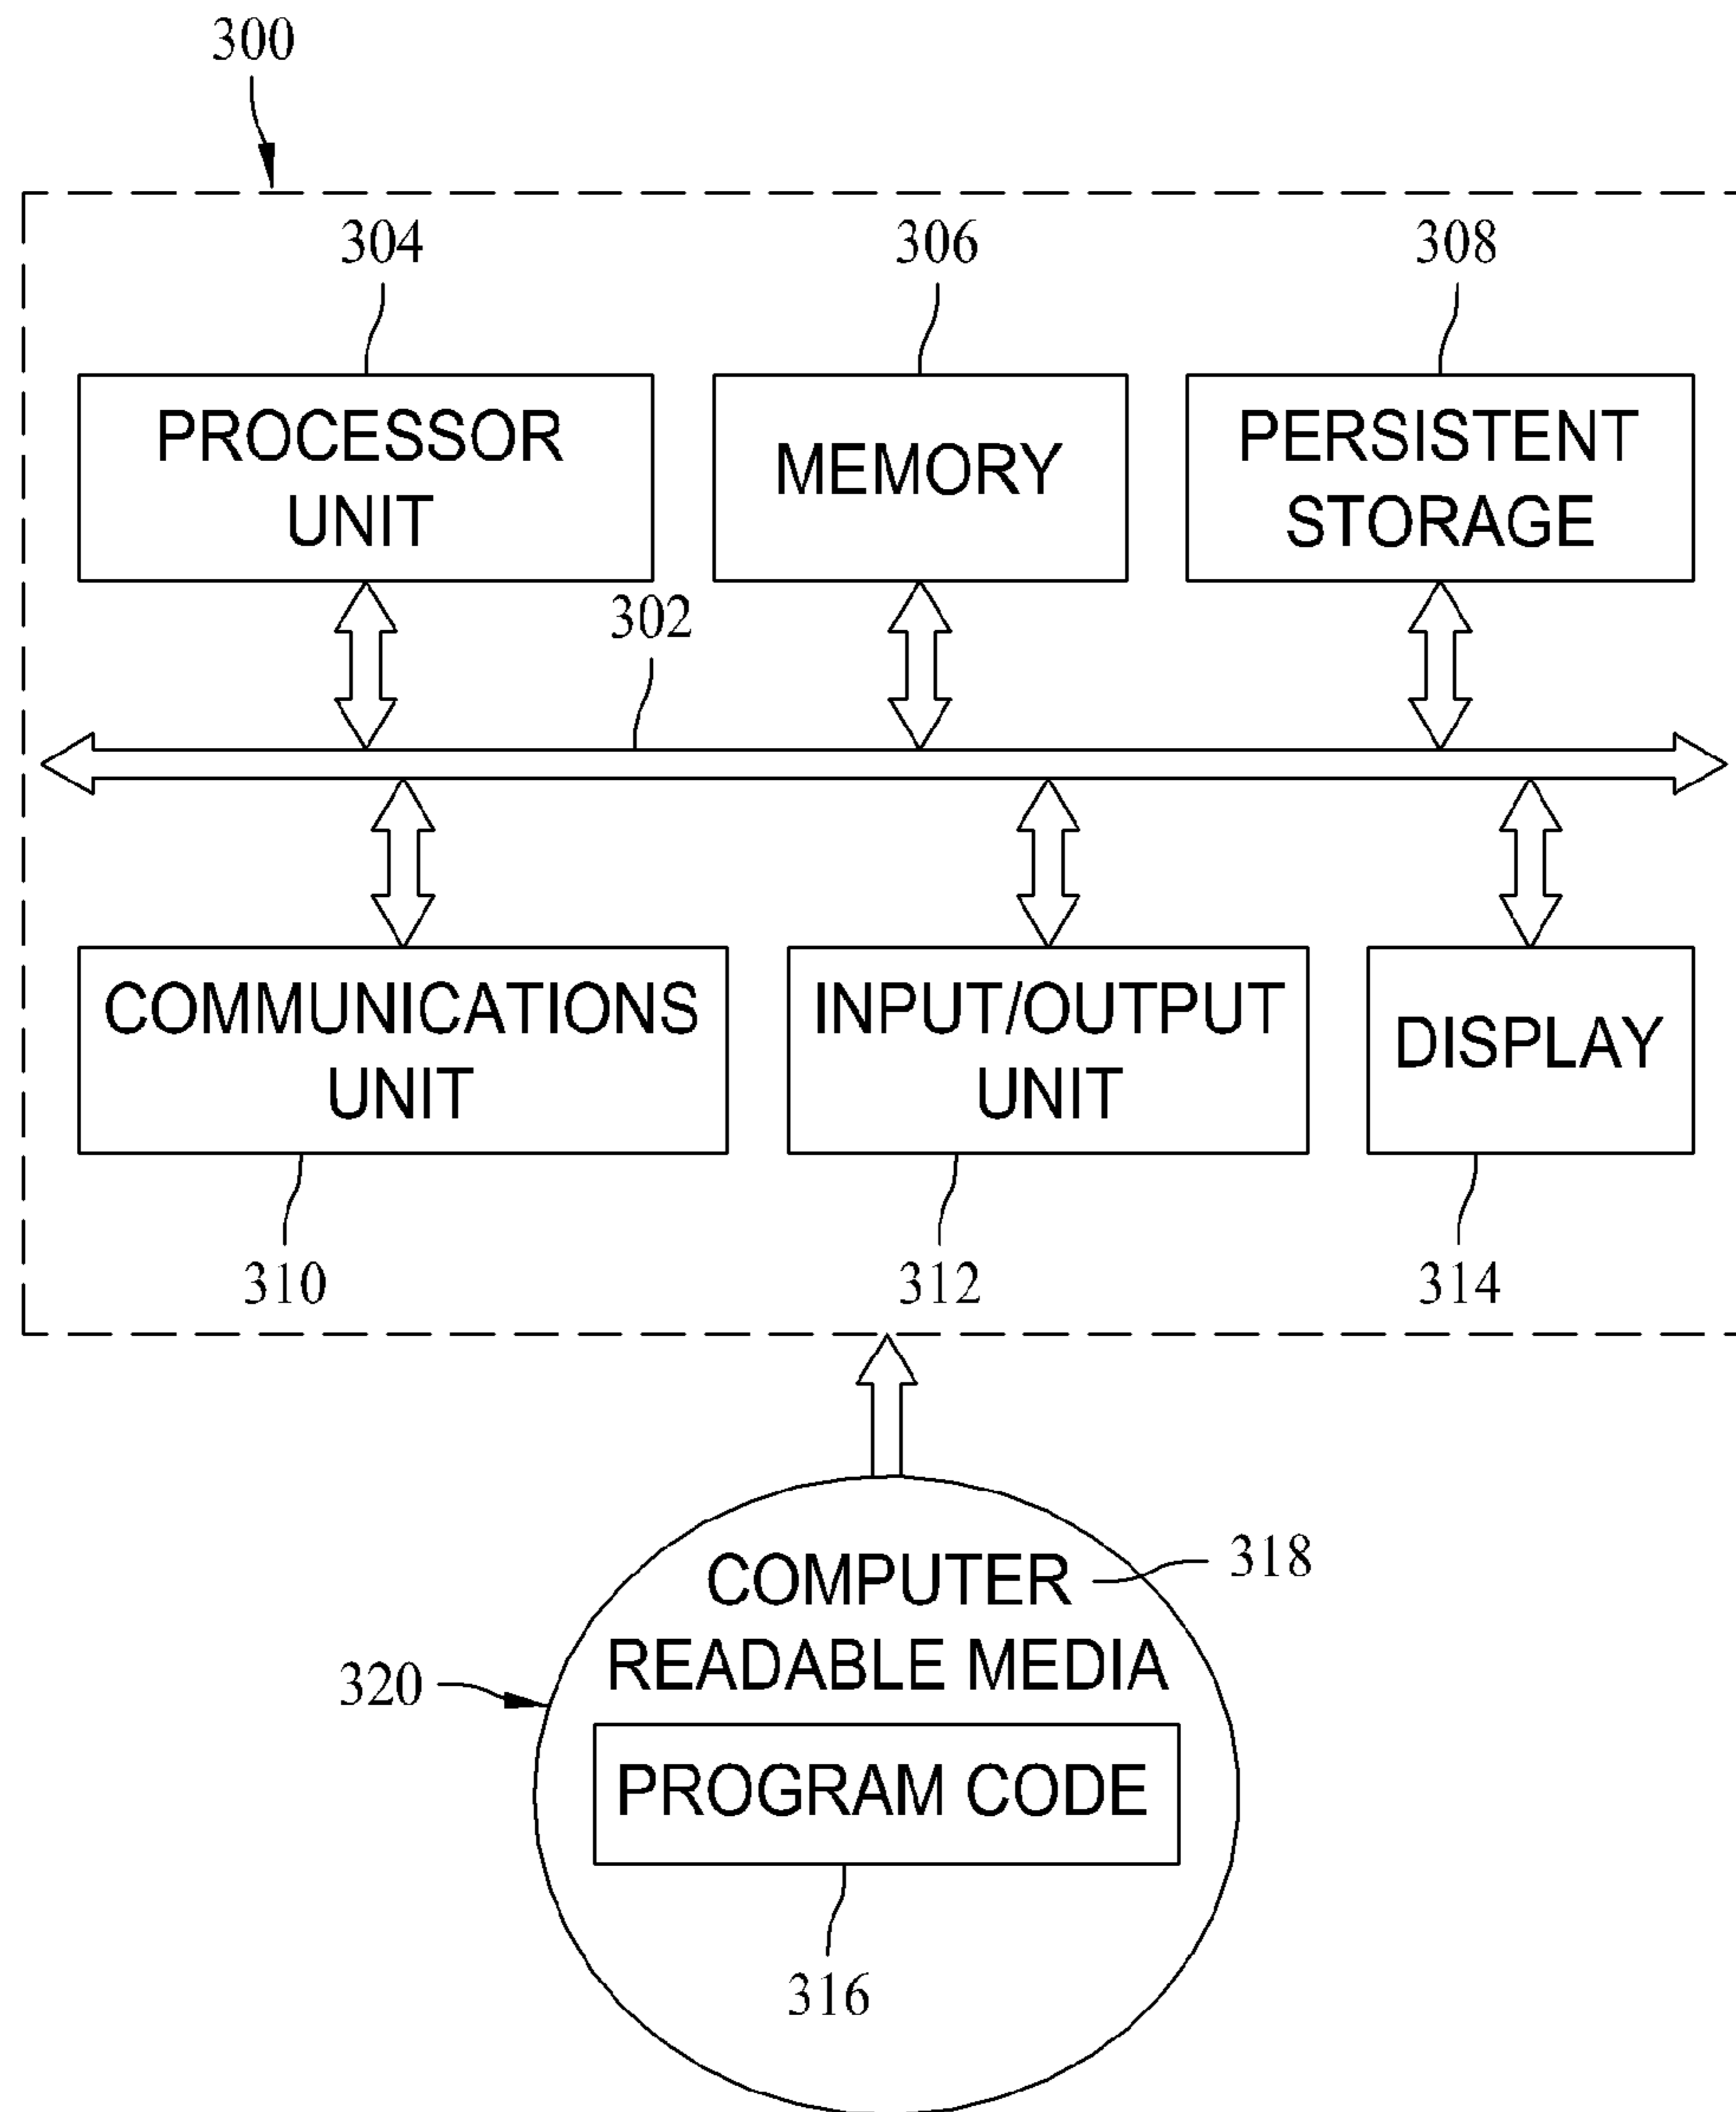 300
304
306
308
PROCESSOR
UNIT
MEMORY
PERSISTENT
STORAGE
302
COMMUNICATIONS
UNIT
INPUT/OUTPUT
UNIT
DISPLAY
310
312
314
COMPUTER
READABLE MEDIA
318
320
PROGRAM CODE
316